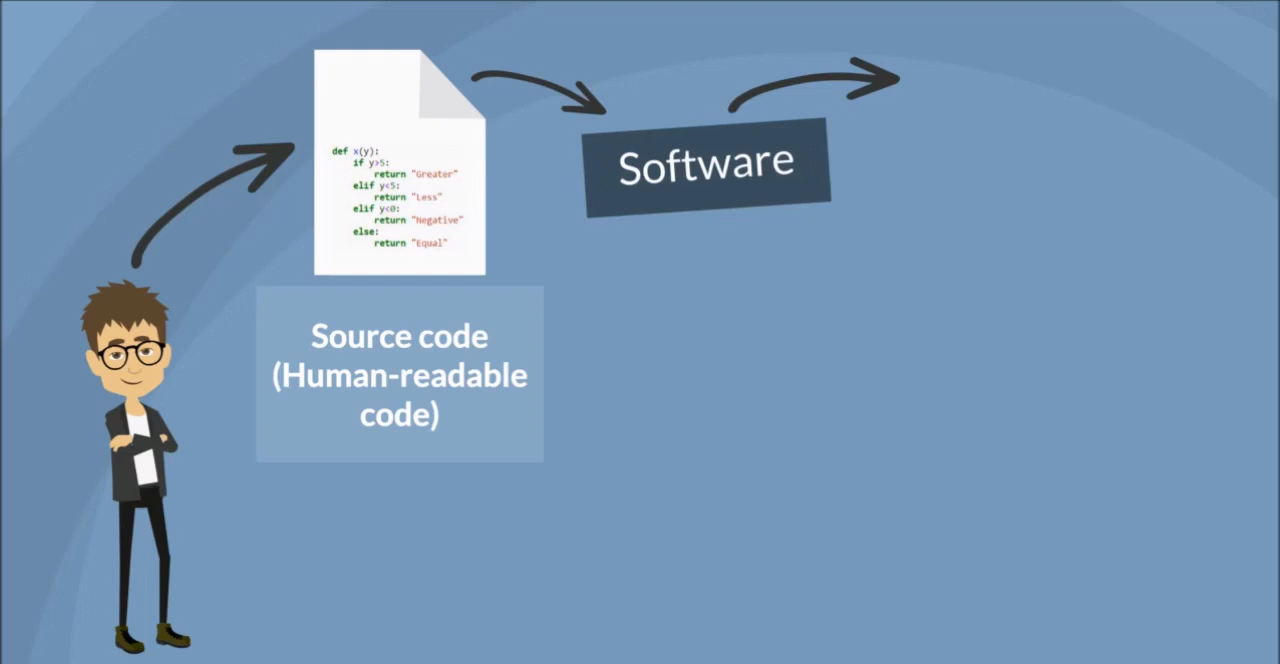 def x(y):
    if y>5:
        return "Greater"
    elif y<5:
        return "Less"
    elif y<0:
        return "Negative"
    else:
        return "Equal"
Software
Source code
(Human-readable
code)